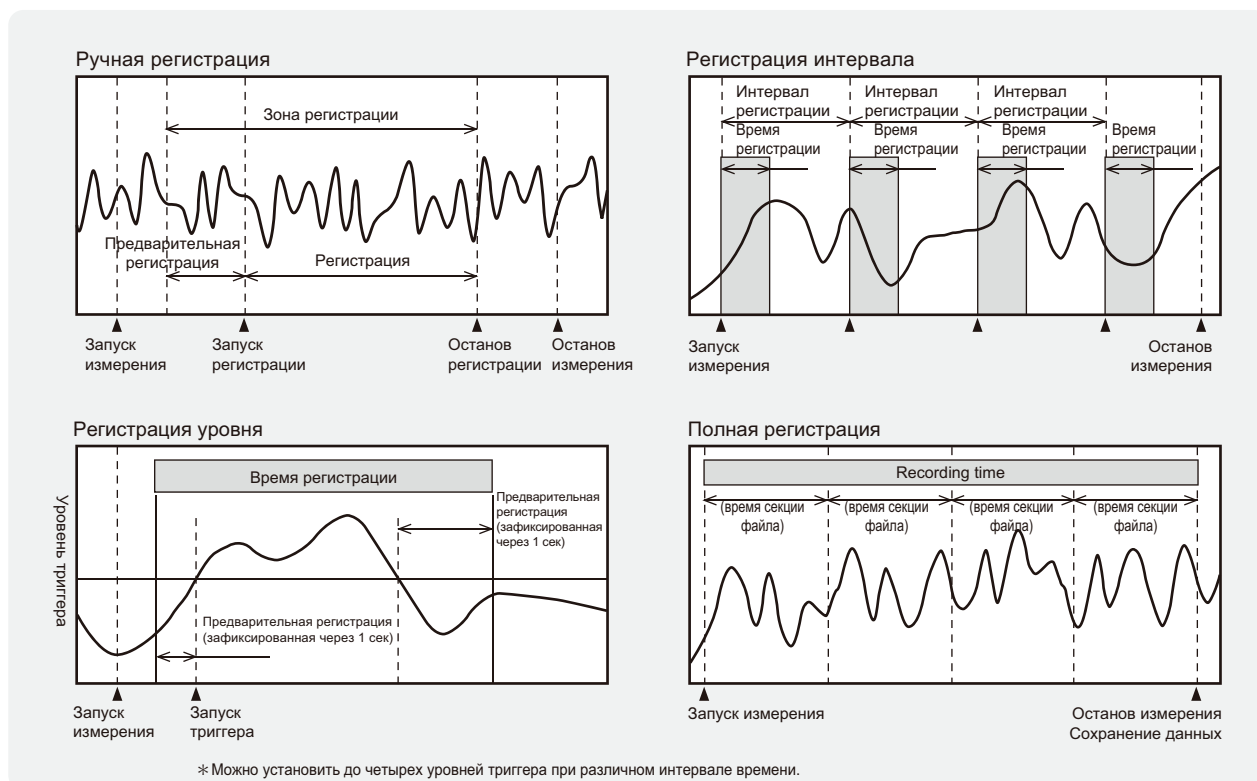 Ручная регистрация
Зона регистрации
Предварительная
регистрация
Регистрация
Запуск
измерения
Запуск
регистрации
Останов
регистрации
Останов
измерения
Регистрация интервала
Интервал
регистрации
Интервал
регистрации
Интервал
регистрации
Время
регистрации
Время
регистрации
Время
регистрации
Время
регистрации
Запуск
измерения
Останов
измерения
Регистрация уровня
Уровень триггера
Время регистрации
Предварительная
регистрация
(зафиксированная
через 1 сек)
Предварительная регистрация
(зафиксированная через 1 сек)
Запуск
измерения
Запуск
триггера
Полная регистрация
Recording time
(время секции
файла)
(время секции
файла)
(время секции
файла)
(время секции
файла)
Запуск измерения
Останов измерения
Сохранение данных
＊Можно установить до четырех уровней триггера при различном интервале времени.